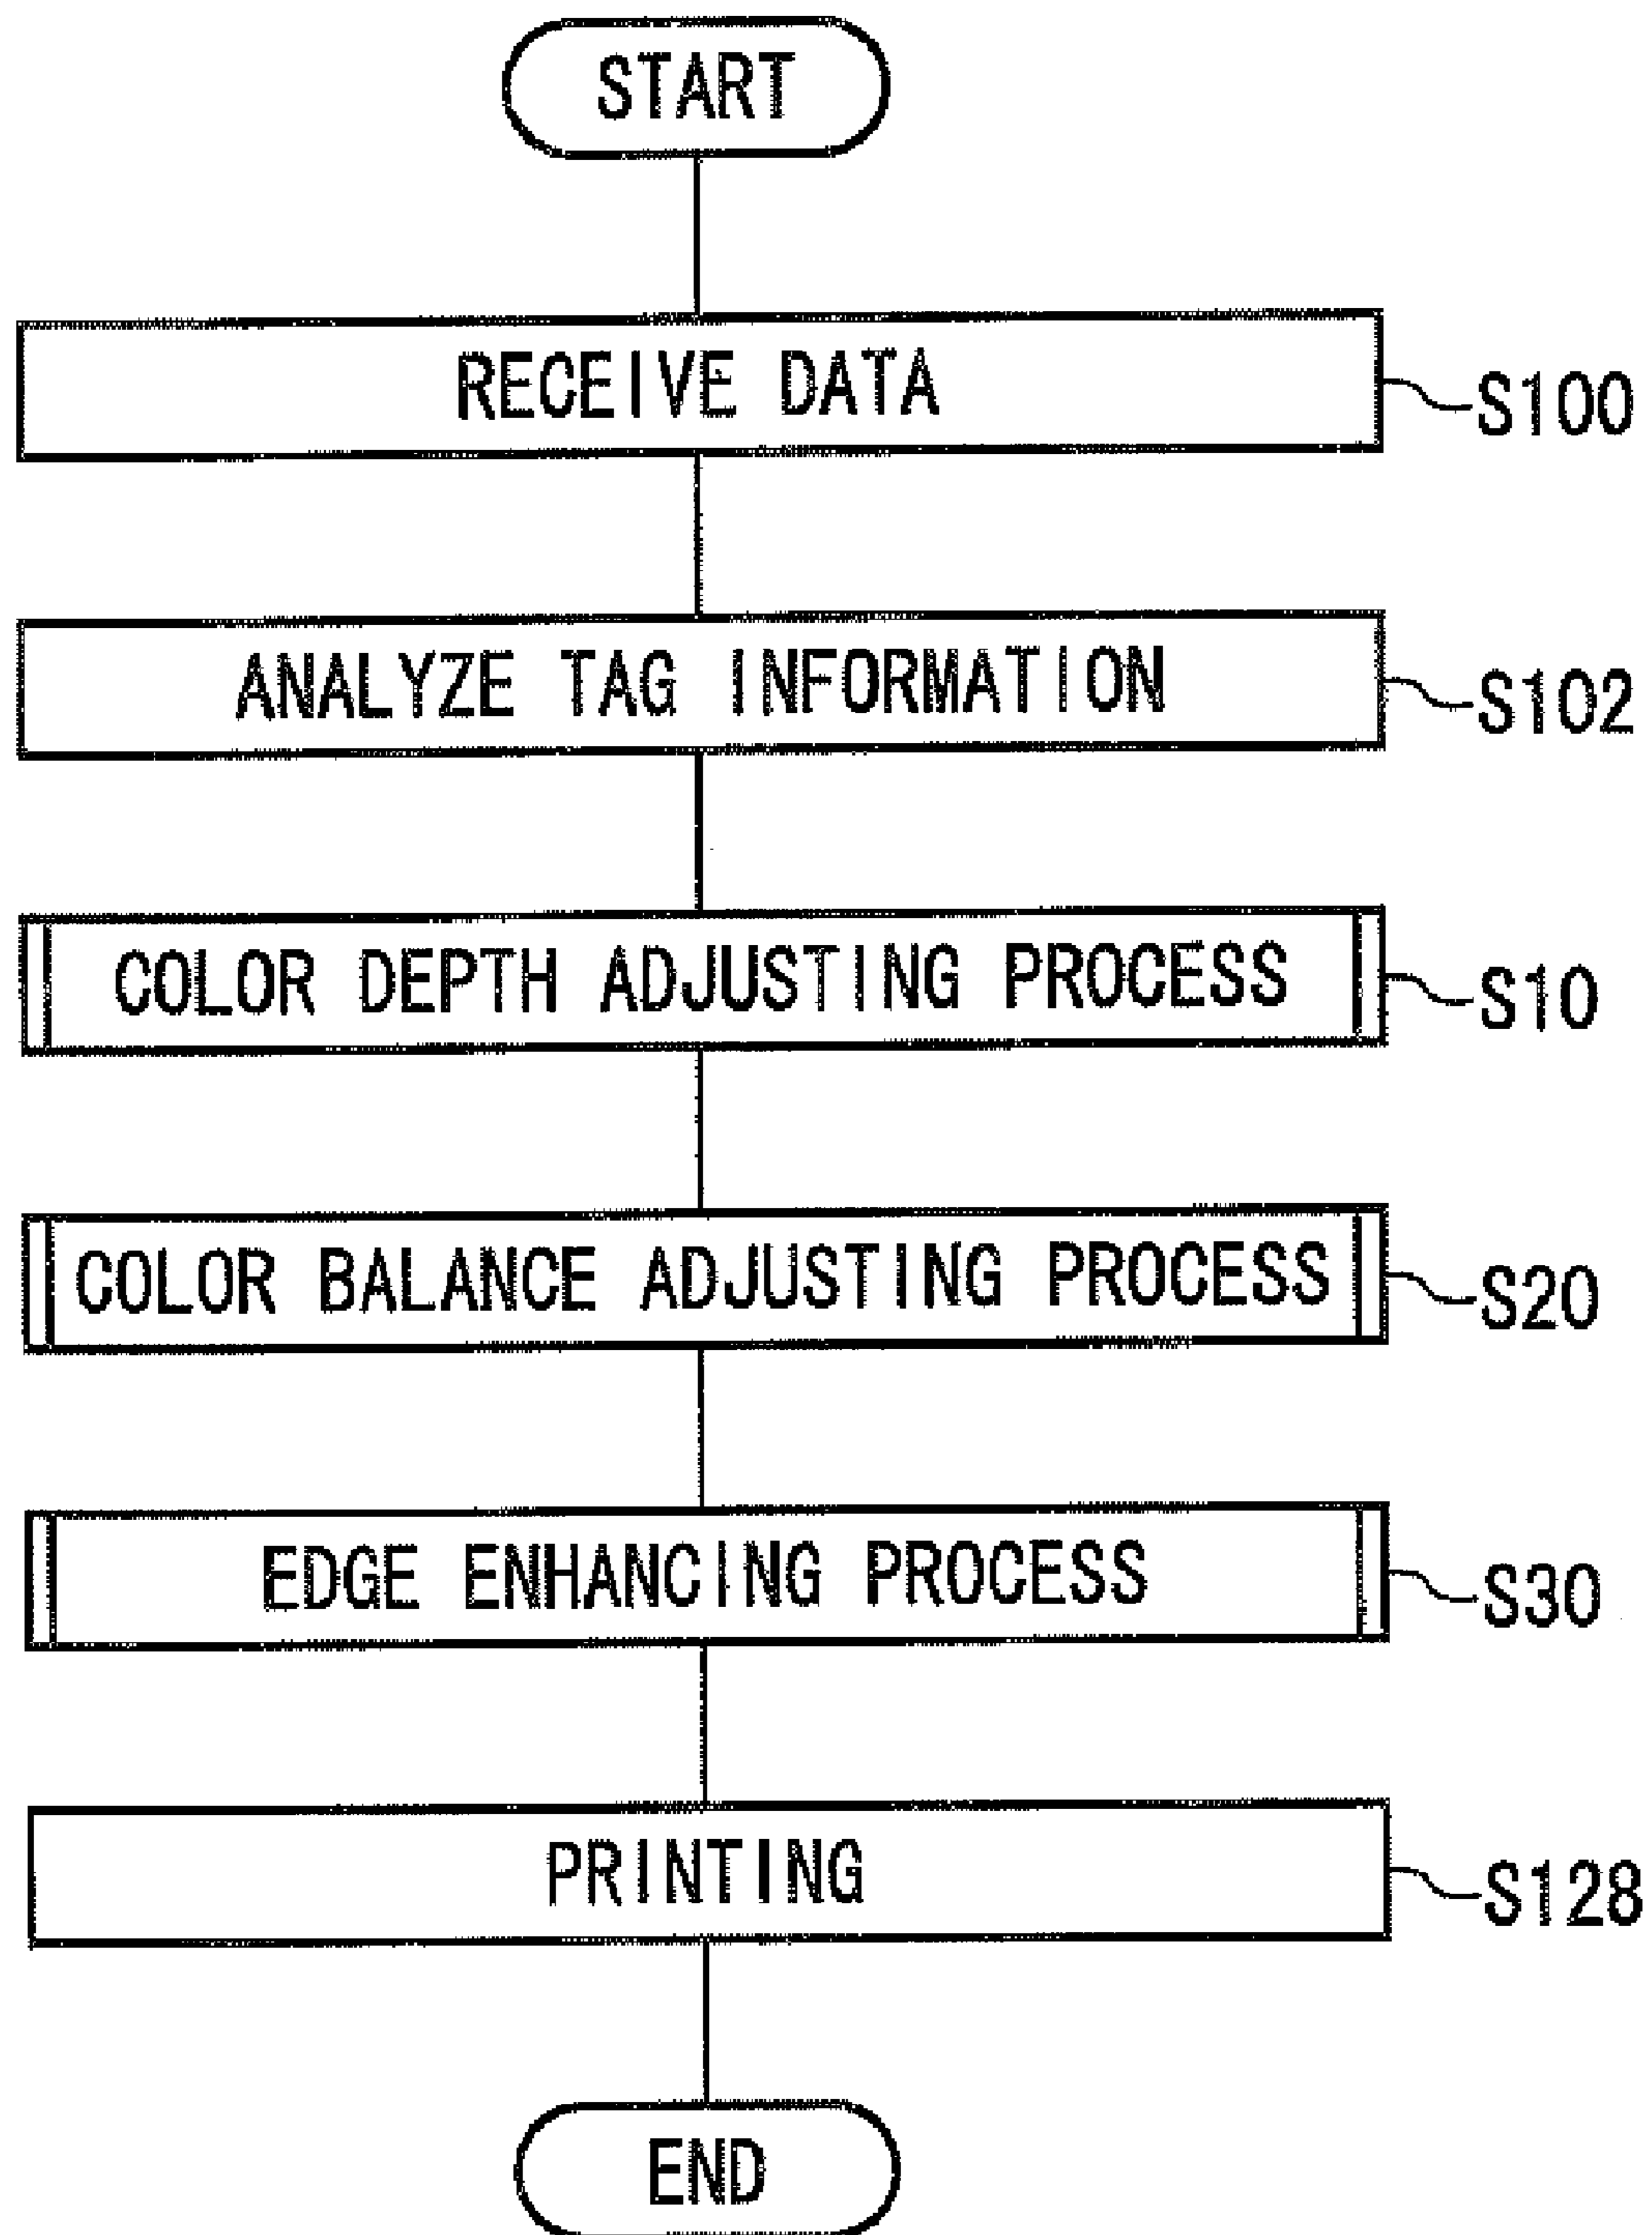 START
RECEIVE DATA
S100
ANALYZE TAG INFORMATION
S102
COLOR DEPTH ADJUSTING PROCESS
S10
COLOR BALANCE ADJUSTING PROCESS
S20
EDGE ENHANCING PROCESS
S30
PRINTING
S128
END